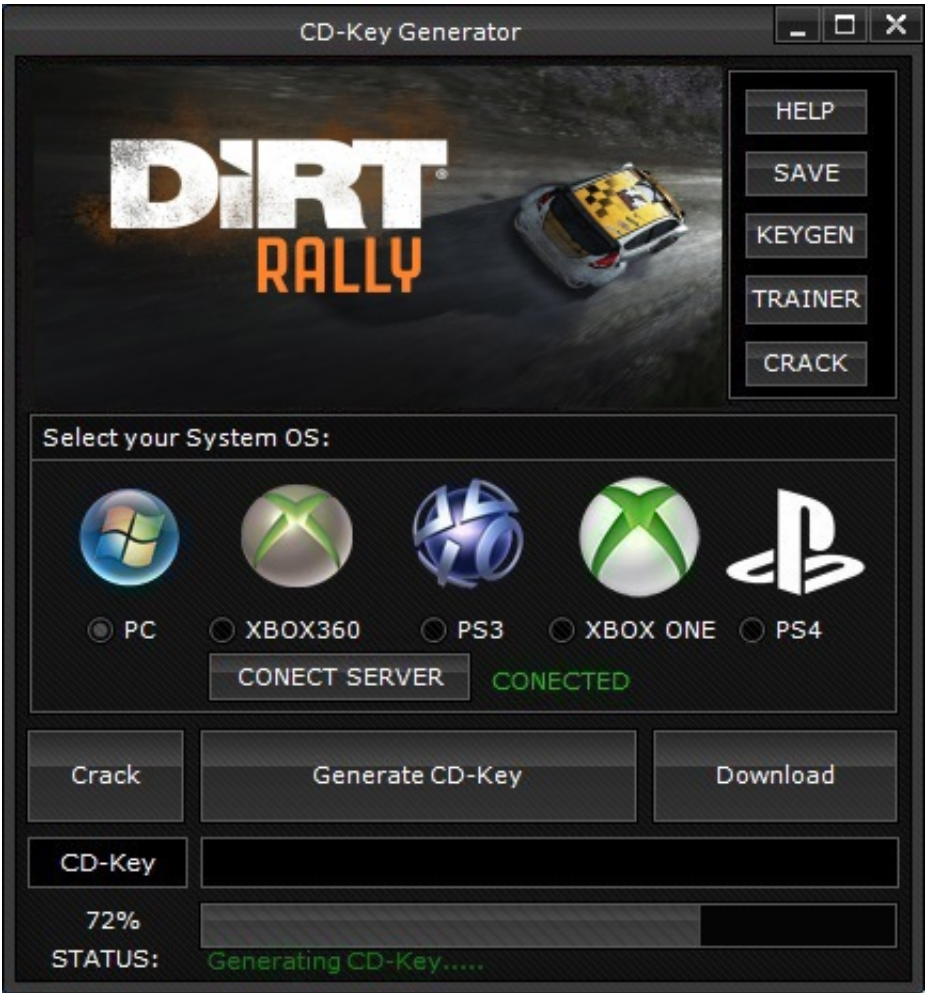 CD-Key Generator
DiRT®
RALLY
HELP
SAVE
KEYGEN
TRAINER
CRACK
Select your System OS:
PC XBOX360 PS3 XBOX ONE PS4
CONECT SERVER CONECTED
Crack Generate CD-Key Download
CD-Key
72%
STATUS: Generating CD-Key.....